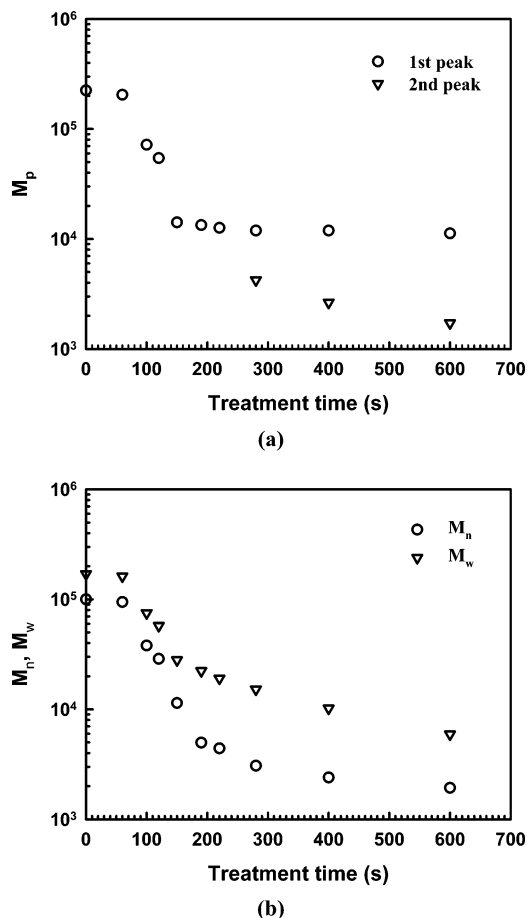 10^6
1st peak
2nd peak
10^5
M_p
10^4
10^3
0 100 200 300 400 500 600 700
Treatment time (s)
(a)
10^6
M_n
M_w
10^5
M_n, M_w
10^4
10^3
0 100 200 300 400 500 600 700
Treatment time (s)
(b)